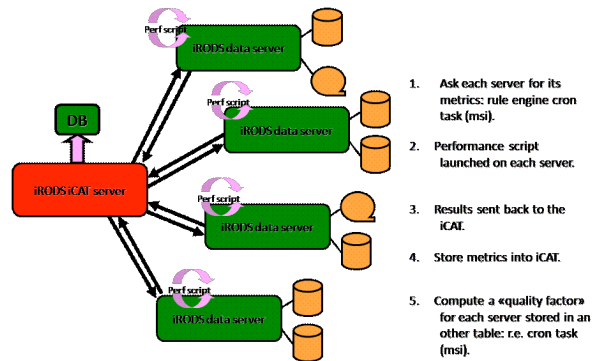 Perf script
iRODS data server
Perf script
iRODS data server
DB
iRODS iCAT server
Perf script
iRODS data server
Perf script
iRODS data server
1. Ask each server for its
metrics: rule engine cron
task (msi).
2. Performance script
launched on each server.
3. Results sent back to the
iCAT.
4. Store metrics into iCAT.
5. Compute a «quality factor»
for each server stored in an
other table: r.e. cron task
(msi).